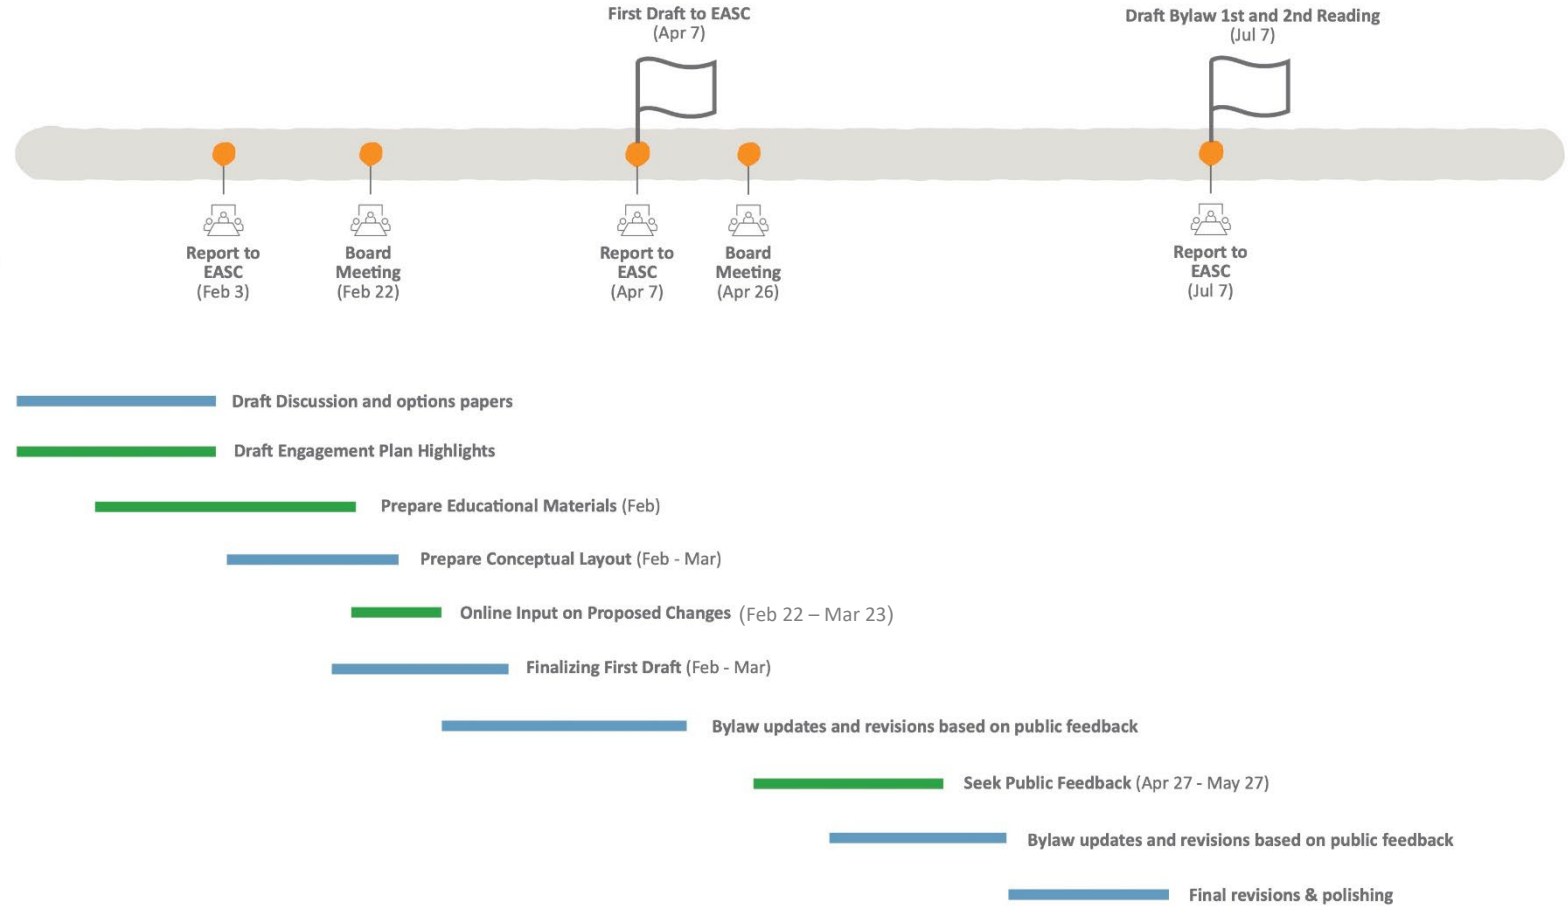 First Draft to EASC
(Apr 7)
Draft Bylaw 1st and 2nd Reading
(Jul 7)
Report to
EASC
(Feb 3)
Board
Meeting
(Feb 22)
Report to
EASC
(Apr 7)
Board
Meeting
(Apr 26)
Report to
EASC
(Jul 7)
Draft Discussion and options papers
Draft Engagement Plan Highlights
Prepare Educational Materials (Feb)
Prepare Conceptual Layout (Feb - Mar)
Online Input on Proposed Changes (Feb 22 – Mar 23)
Finalizing First Draft (Feb - Mar)
Bylaw updates and revisions based on public feedback
Seek Public Feedback (Apr 27 - May 27)
Bylaw updates and revisions based on public feedback
Final revisions & polishing